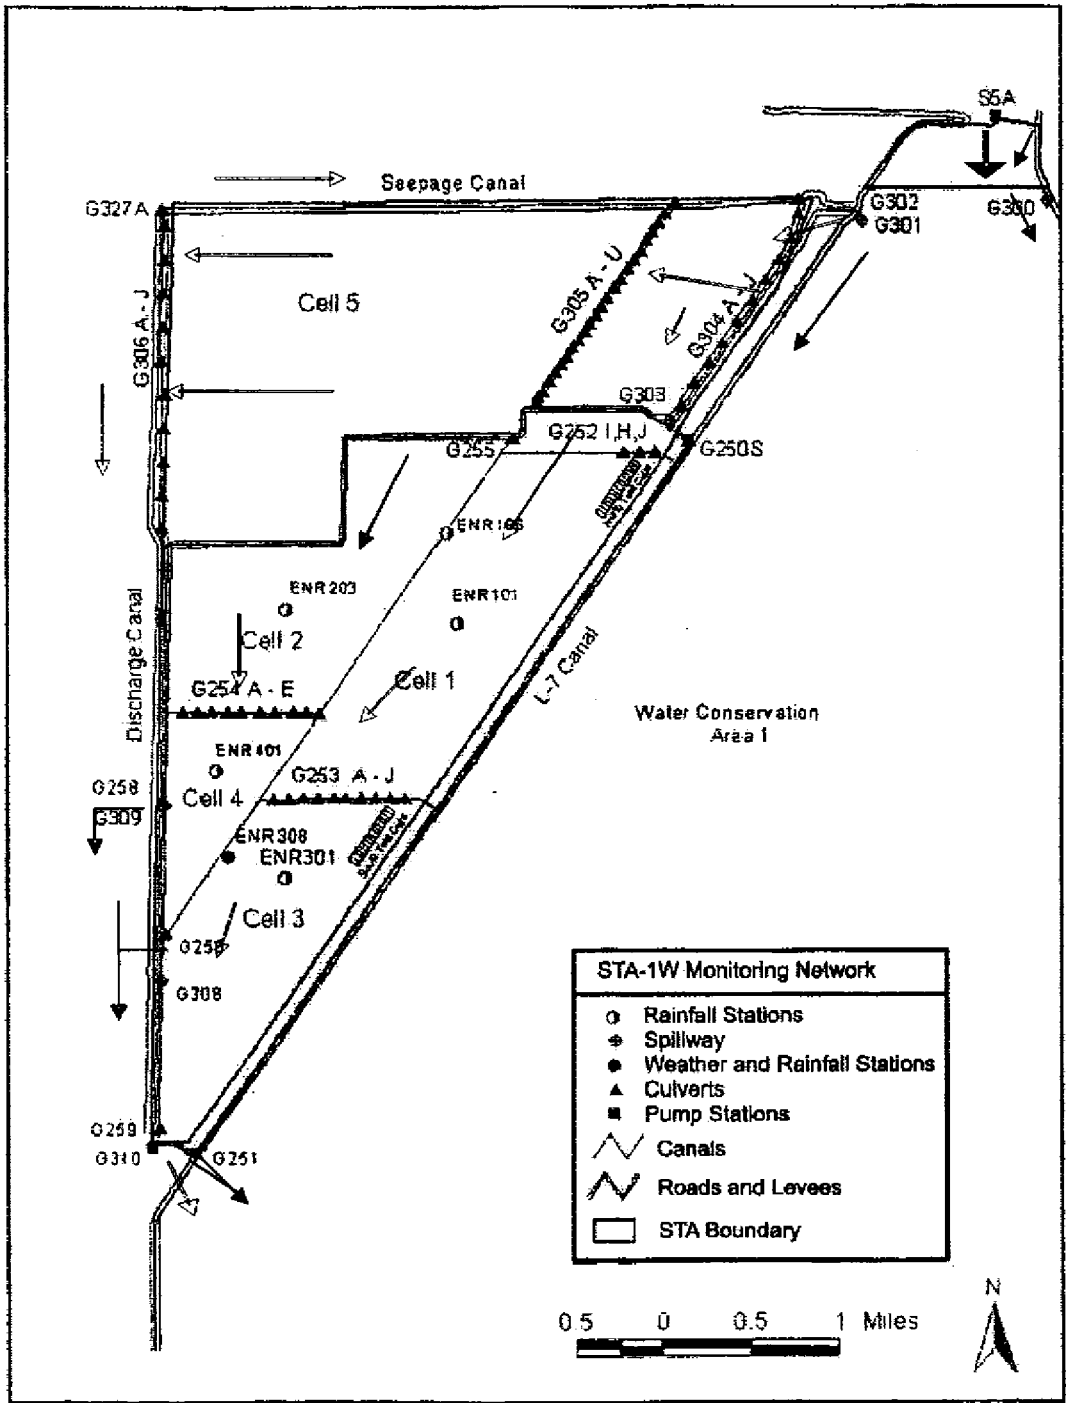 S5A
Seepage Canal
G327A
G302
G300
G301
Cell 5
G305 A - U
G304 A - J
G306 A - J
G303
G252 I,H,J
G255
G250S
ENR203
ENR101
Cell 2
L-7 Canal
Discharge Canal
Cell 1
G254 A - E
Water Conservation
Area 1
ENR401
G253 A - J
G258
Cell 4
G309
ENR308
ENR301
Cell 3
G308
STA-1W Monitoring Network
Rainfall Stations
Spillway
Weather and Rainfall Stations
Culverts
Pump Stations
Canals
Roads and Levees
STA Boundary
G259
G310
G251
N
0.5 0 0.5 1 Miles